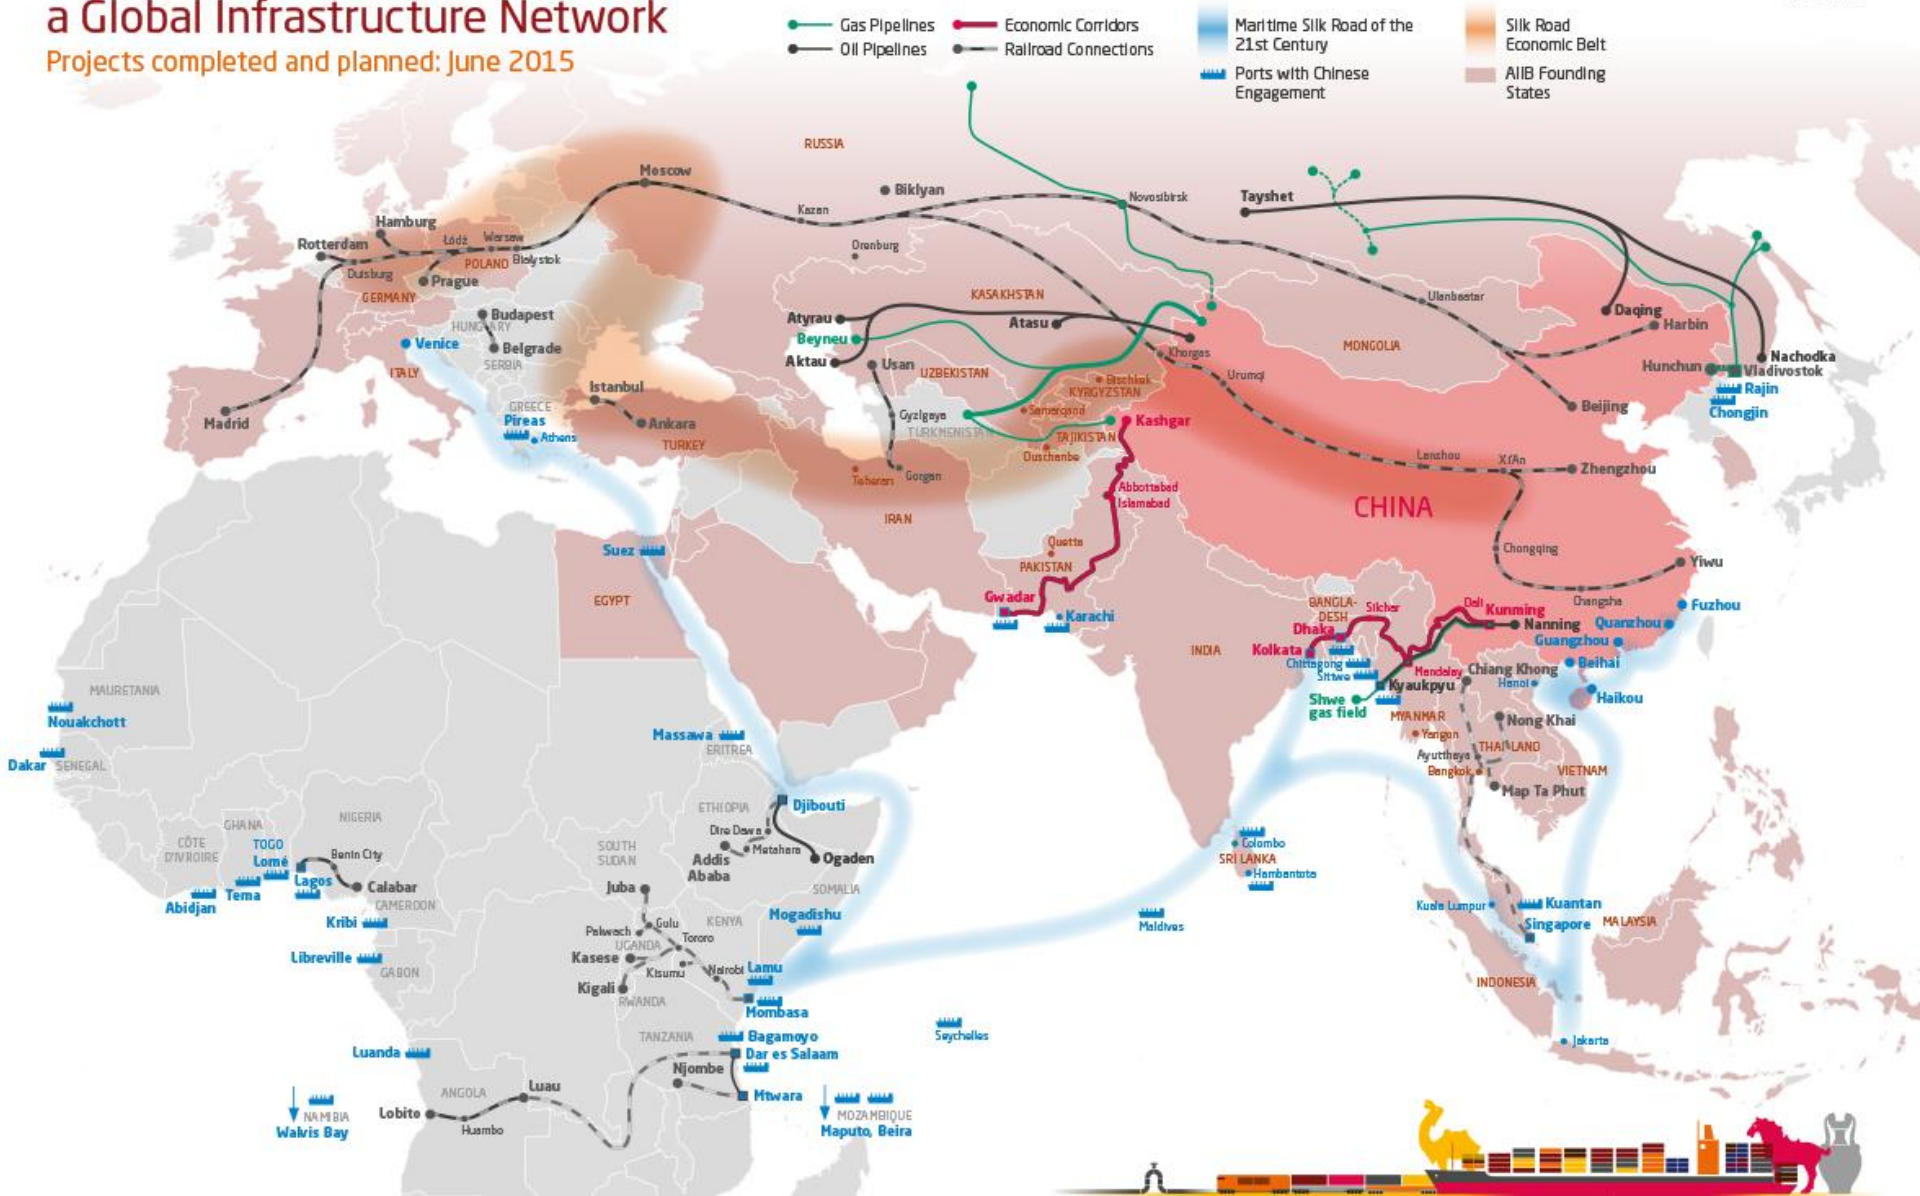 a Global Infrastructure Network
Projects completed and planned: June 2015
Gas Pipelines
Oil Pipelines
Economic Corridors
Railroad Connections
Maritime Silk Road of the
21st Century
Ports with Chinese
Engagement
Silk Road
Economic Belt
AIIB Founding
States
RUSSIA
Moscow
Biklyan
Kazan
Novosibirsk
Tayshet
Hamburg
Rotterdam
Łódź
Warsaw
Bialystok
POLAND
Duisburg
Prague
GERMANY
Orenburg
KASAKHSTAN
Ulanbaatar
Budapest
HUNGARY
Belgrade
SERBIA
Venice
ITALY
Atyrau
Beyneu
Aktau
Atasu
Usan
UZBEKISTAN
Khorgas
Urumqi
MONGOLIA
Daqing
Harbin
Hunchun
Nachodka
Vladivostok
Rajin
Chongjin
Beijing
Bischkek
KYRGYZSTAN
Samarqand
Istanbul
Ankara
TURKEY
GREECE
Pireas
Athens
Madrid
Gyzlgaya
TURKMENISTAN
TAJIKISTAN
Duschanbe
Kashgar
Teheran
Gorgan
IRAN
Abbottabad
Islamabad
Lanshou
Xi'An
Zhengzhou
CHINA
Quetta
PAKISTAN
Gwadar
Karachi
Chongqing
Yiwu
Changsha
Fuzhou
Quanzhou
Guangzhou
Beihai
Haikou
Suez
EGYPT
INDIA
BANGLA-
DESH
Silchar
Dali
Kunming
Nanning
Dhaka
Kolkata
Chittagong
Sittwe
Mandalay
Kyaukpyu
Shwe
gas field
Chiang Khong
Hanoi
MYANMAR
Yangon
Nong Khai
Ayutthaya
THAILAND
Bangkok
VIETNAM
Map Ta Phut
MAURETANIA
Nouakchott
Dakar
SENEGAL
Massawa
ERITREA
Djibouti
ETHIOPIA
Dire Dawa
Metahara
Addis
Ababa
Ogaden
SOMALIA
GHANA
NIGERIA
CÔTE
D'IVROIRE
TOGO
Lomé
Benin City
Lagos
Calabar
Tema
Abidjan
CAMEROON
Kribi
Libreville
GABON
SOUTH
SUDAN
Juba
Gulu
Pakwach
UGANDA
Tororo
KENYA
Kasese
Kisumu
Nairobi
Kigali
RWANDA
Mogadishu
Lamu
Mombasa
TANZANIA
Bagamoyo
Dar es Salaam
Njombe
Mtwara
Colombo
SRI LANKA
Hambantota
Maldives
Seychelles
Kuala Lumpur
Kuantan
Singapore
MALAYSIA
INDONESIA
Jakarta
Luanda
ANGOLA
Luau
Lobito
Huambo
NAMIBIA
Walvis Bay
MOZAMBIQUE
Maputo, Beira